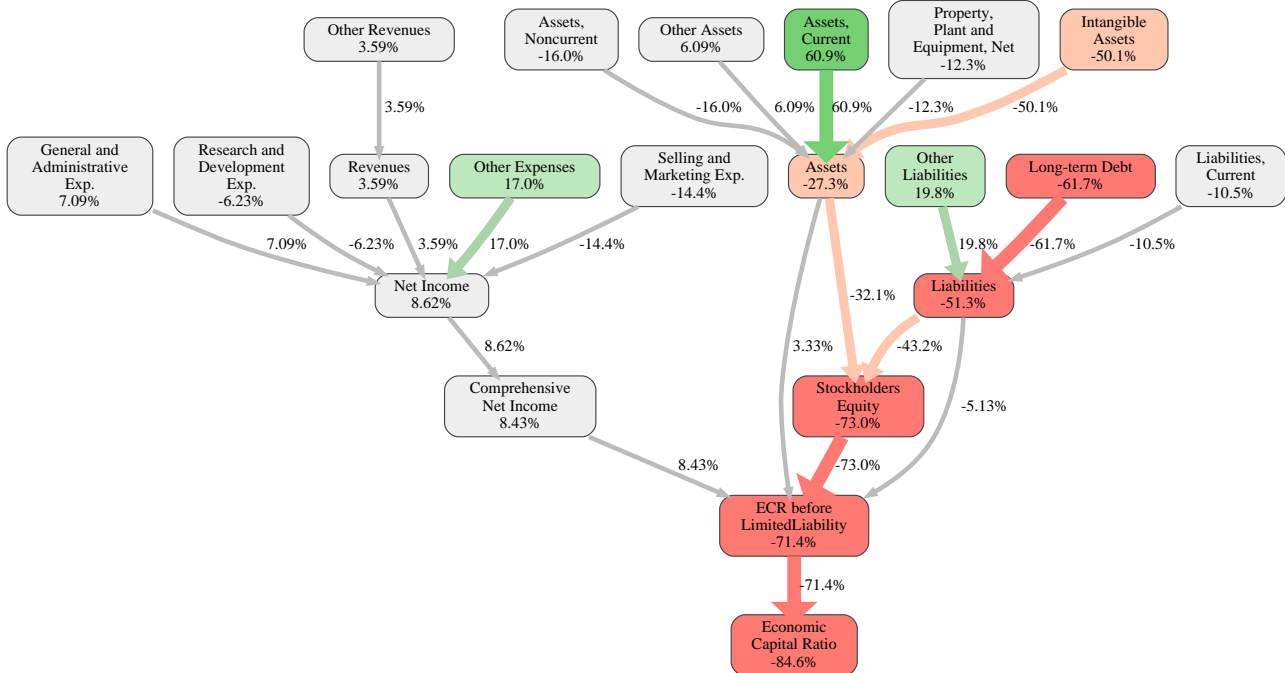 Other Revenues
3.59%
Assets,
Noncurrent
-16.0%
Other Assets
6.09%
Assets,
Current
60.9%
Property,
Plant and
Equipment, Net
-12.3%
Intangible
Assets
-50.1%
3.59%
-16.0%
6.09%
60.9%
-12.3%
-50.1%
General and
Administrative
Exp.
7.09%
Research and
Development
Exp.
-6.23%
Revenues
3.59%
Other Expenses
17.0%
Selling and
Marketing Exp.
-14.4%
Assets
-27.3%
Other
Liabilities
19.8%
Long-term Debt
-61.7%
Liabilities,
Current
-10.5%
7.09%
-6.23%
3.59%
17.0%
-14.4%
19.8%
-61.7%
-10.5%
Net Income
8.62%
-32.1%
Liabilities
-51.3%
8.62%
3.33%
-43.2%
Comprehensive
Net Income
8.43%
Stockholders
Equity
-73.0%
-5.13%
8.43%
-73.0%
ECR before
LimitedLiability
-71.4%
-71.4%
Economic
Capital Ratio
-84.6%